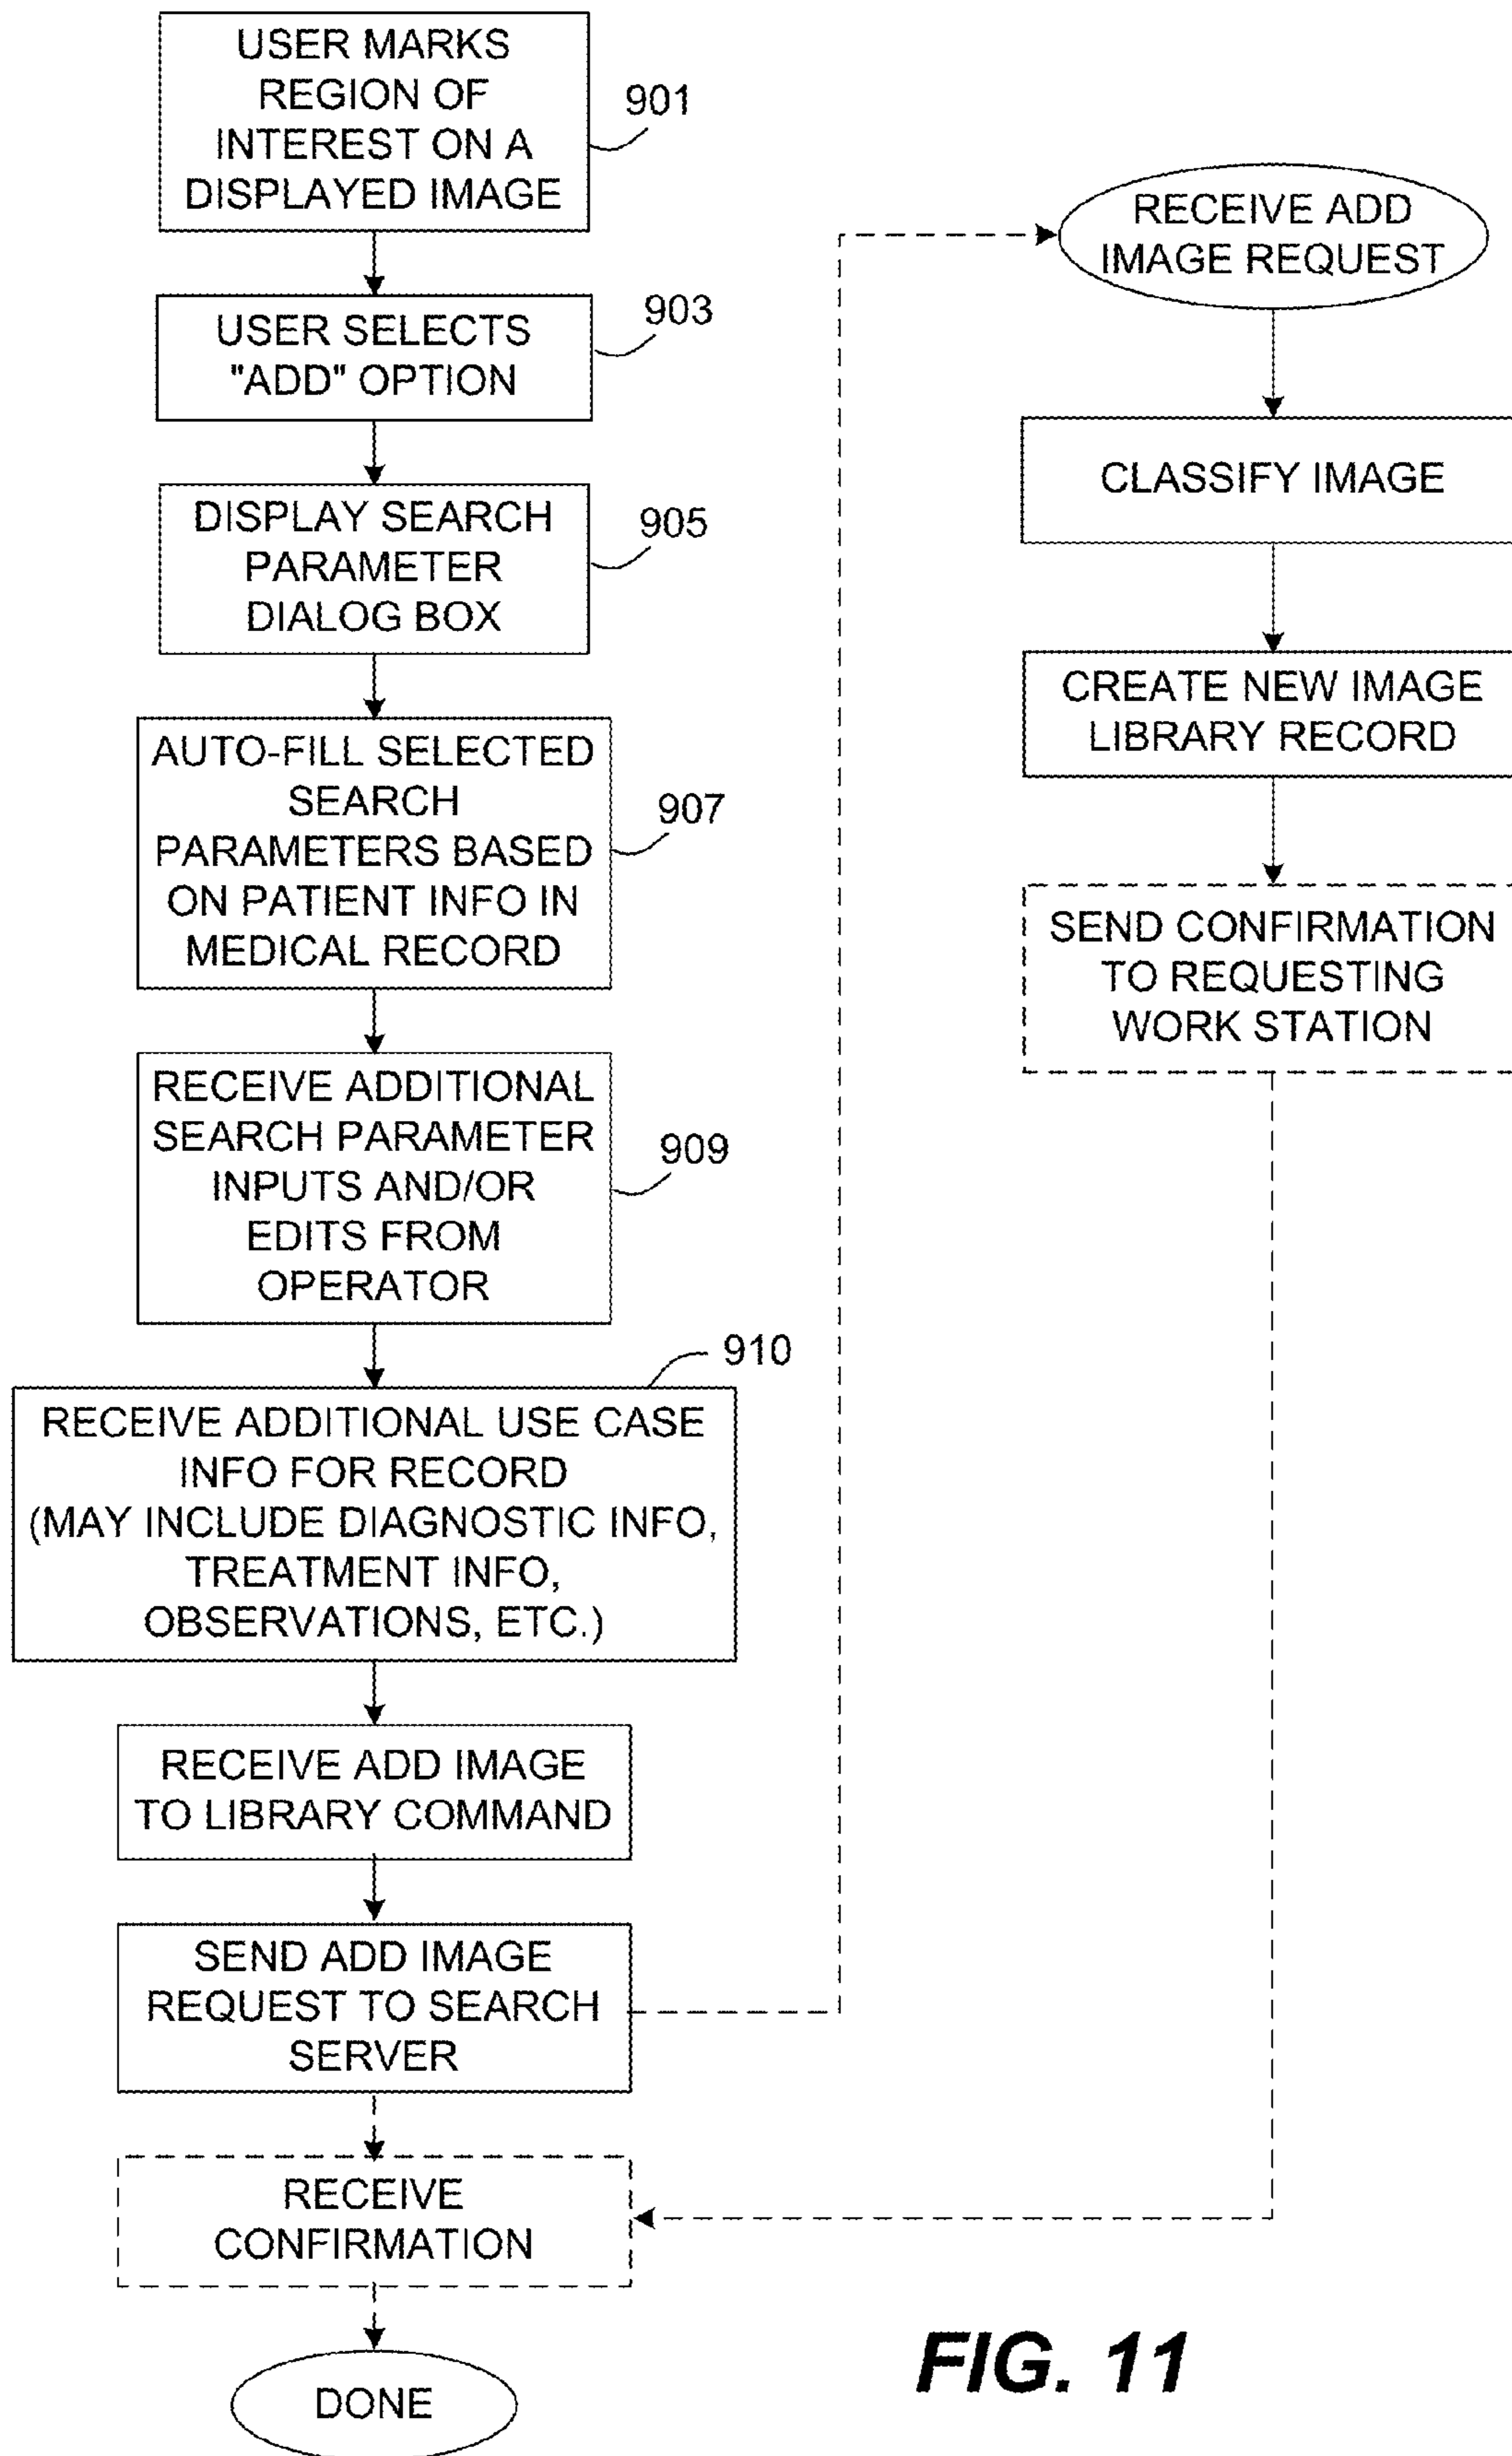 USER MARKS
REGION OF
INTEREST ON A
DISPLAYED IMAGE
901
USER SELECTS
"ADD" OPTION
903
DISPLAY SEARCH
PARAMETER
DIALOG BOX
905
AUTO-FILL SELECTED
SEARCH
PARAMETERS BASED
ON PATIENT INFO IN
MEDICAL RECORD
907
RECEIVE ADDITIONAL
SEARCH PARAMETER
INPUTS AND/OR
EDITS FROM
OPERATOR
909
910
RECEIVE ADDITIONAL USE CASE
INFO FOR RECORD
(MAY INCLUDE DIAGNOSTIC INFO,
TREATMENT INFO,
OBSERVATIONS, ETC.)
RECEIVE ADD IMAGE
TO LIBRARY COMMAND
SEND ADD IMAGE
REQUEST TO SEARCH
SERVER
RECEIVE
CONFIRMATION
DONE
RECEIVE ADD
IMAGE REQUEST
CLASSIFY IMAGE
CREATE NEW IMAGE
LIBRARY RECORD
SEND CONFIRMATION
TO REQUESTING
WORK STATION
FIG. 11